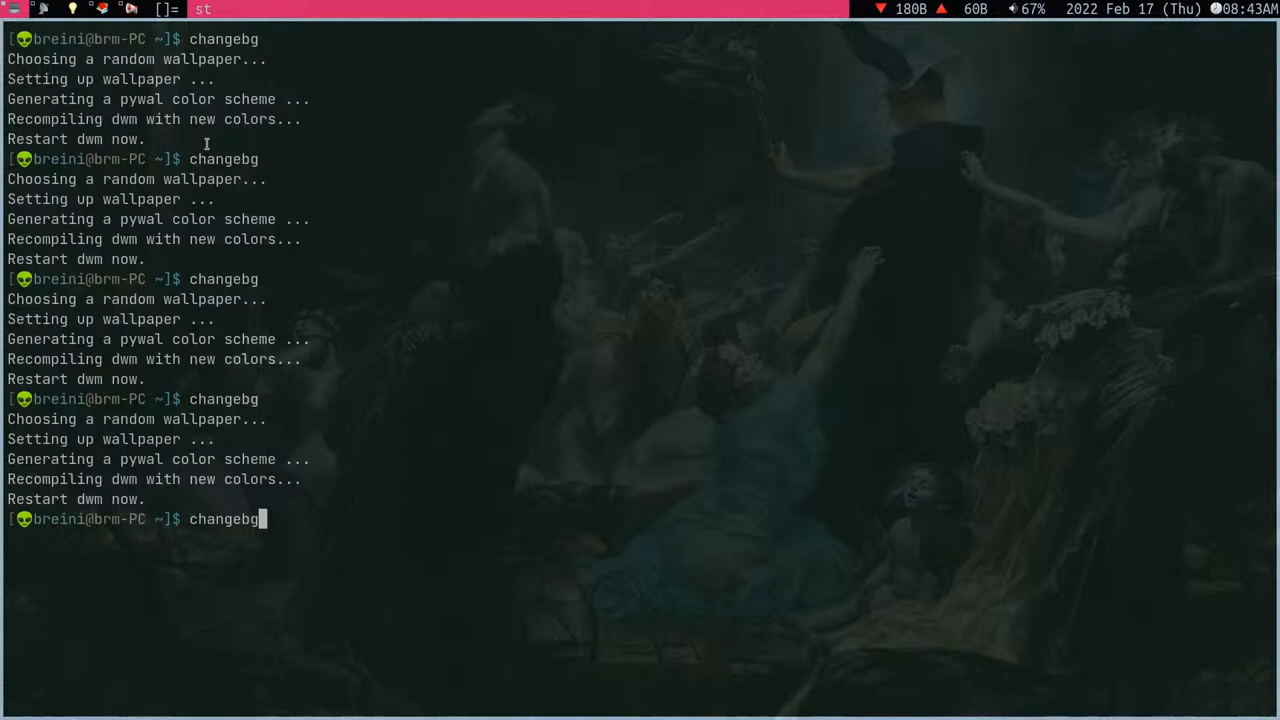 []= st 180B 60B 67% 2022 Feb 17 (Thu) 08:43AM
[👽breini@brm-PC ~]$ changebg
Choosing a random wallpaper...
Setting up wallpaper ...
Generating a pywal color scheme ...
Recompiling dwm with new colors...
Restart dwm now.
[👽breini@brm-PC ~]$ changebg
Choosing a random wallpaper...
Setting up wallpaper ...
Generating a pywal color scheme ...
Recompiling dwm with new colors...
Restart dwm now.
[👽breini@brm-PC ~]$ changebg
Choosing a random wallpaper...
Setting up wallpaper ...
Generating a pywal color scheme ...
Recompiling dwm with new colors...
Restart dwm now.
[👽breini@brm-PC ~]$ changebg
Choosing a random wallpaper...
Setting up wallpaper ...
Generating a pywal color scheme ...
Recompiling dwm with new colors...
Restart dwm now.
[👽breini@brm-PC ~]$ changebg